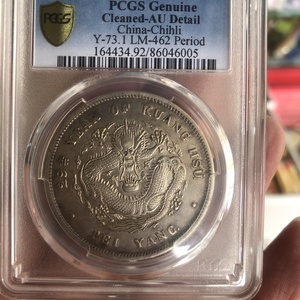 PCGS
PCGS Genuine
Cleaned-AU Detail
China-Chihli
Y-73.1 LM-462 Period
164434.92/86046005
YEAR OF KUANG HSU
PEI YANG